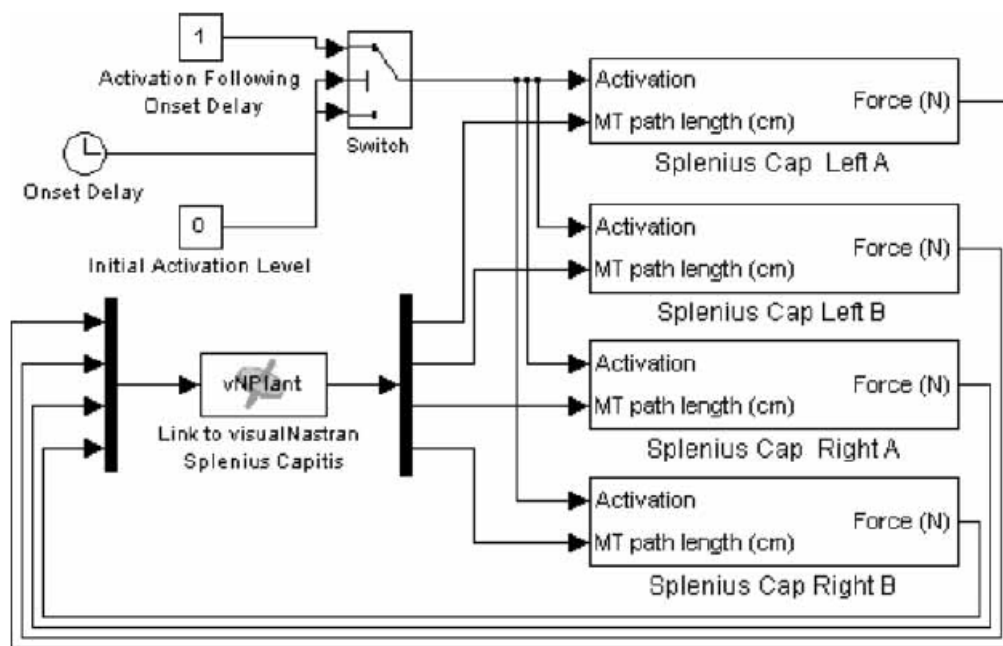 1
Activation Following
Onset Delay
Switch
Onset Delay
0
Initial Activation Level
vNPlant
Link to visualNastran
Splenius Capitis
Activation
MT path length (cm)
Force (N)
Splenius Cap Left A
Activation
MT path length (cm)
Force (N)
Splenius Cap Left B
Activation
MT path length (cm)
Force (N)
Splenius Cap Right A
Activation
MT path length (cm)
Force (N)
Splenius Cap Right B